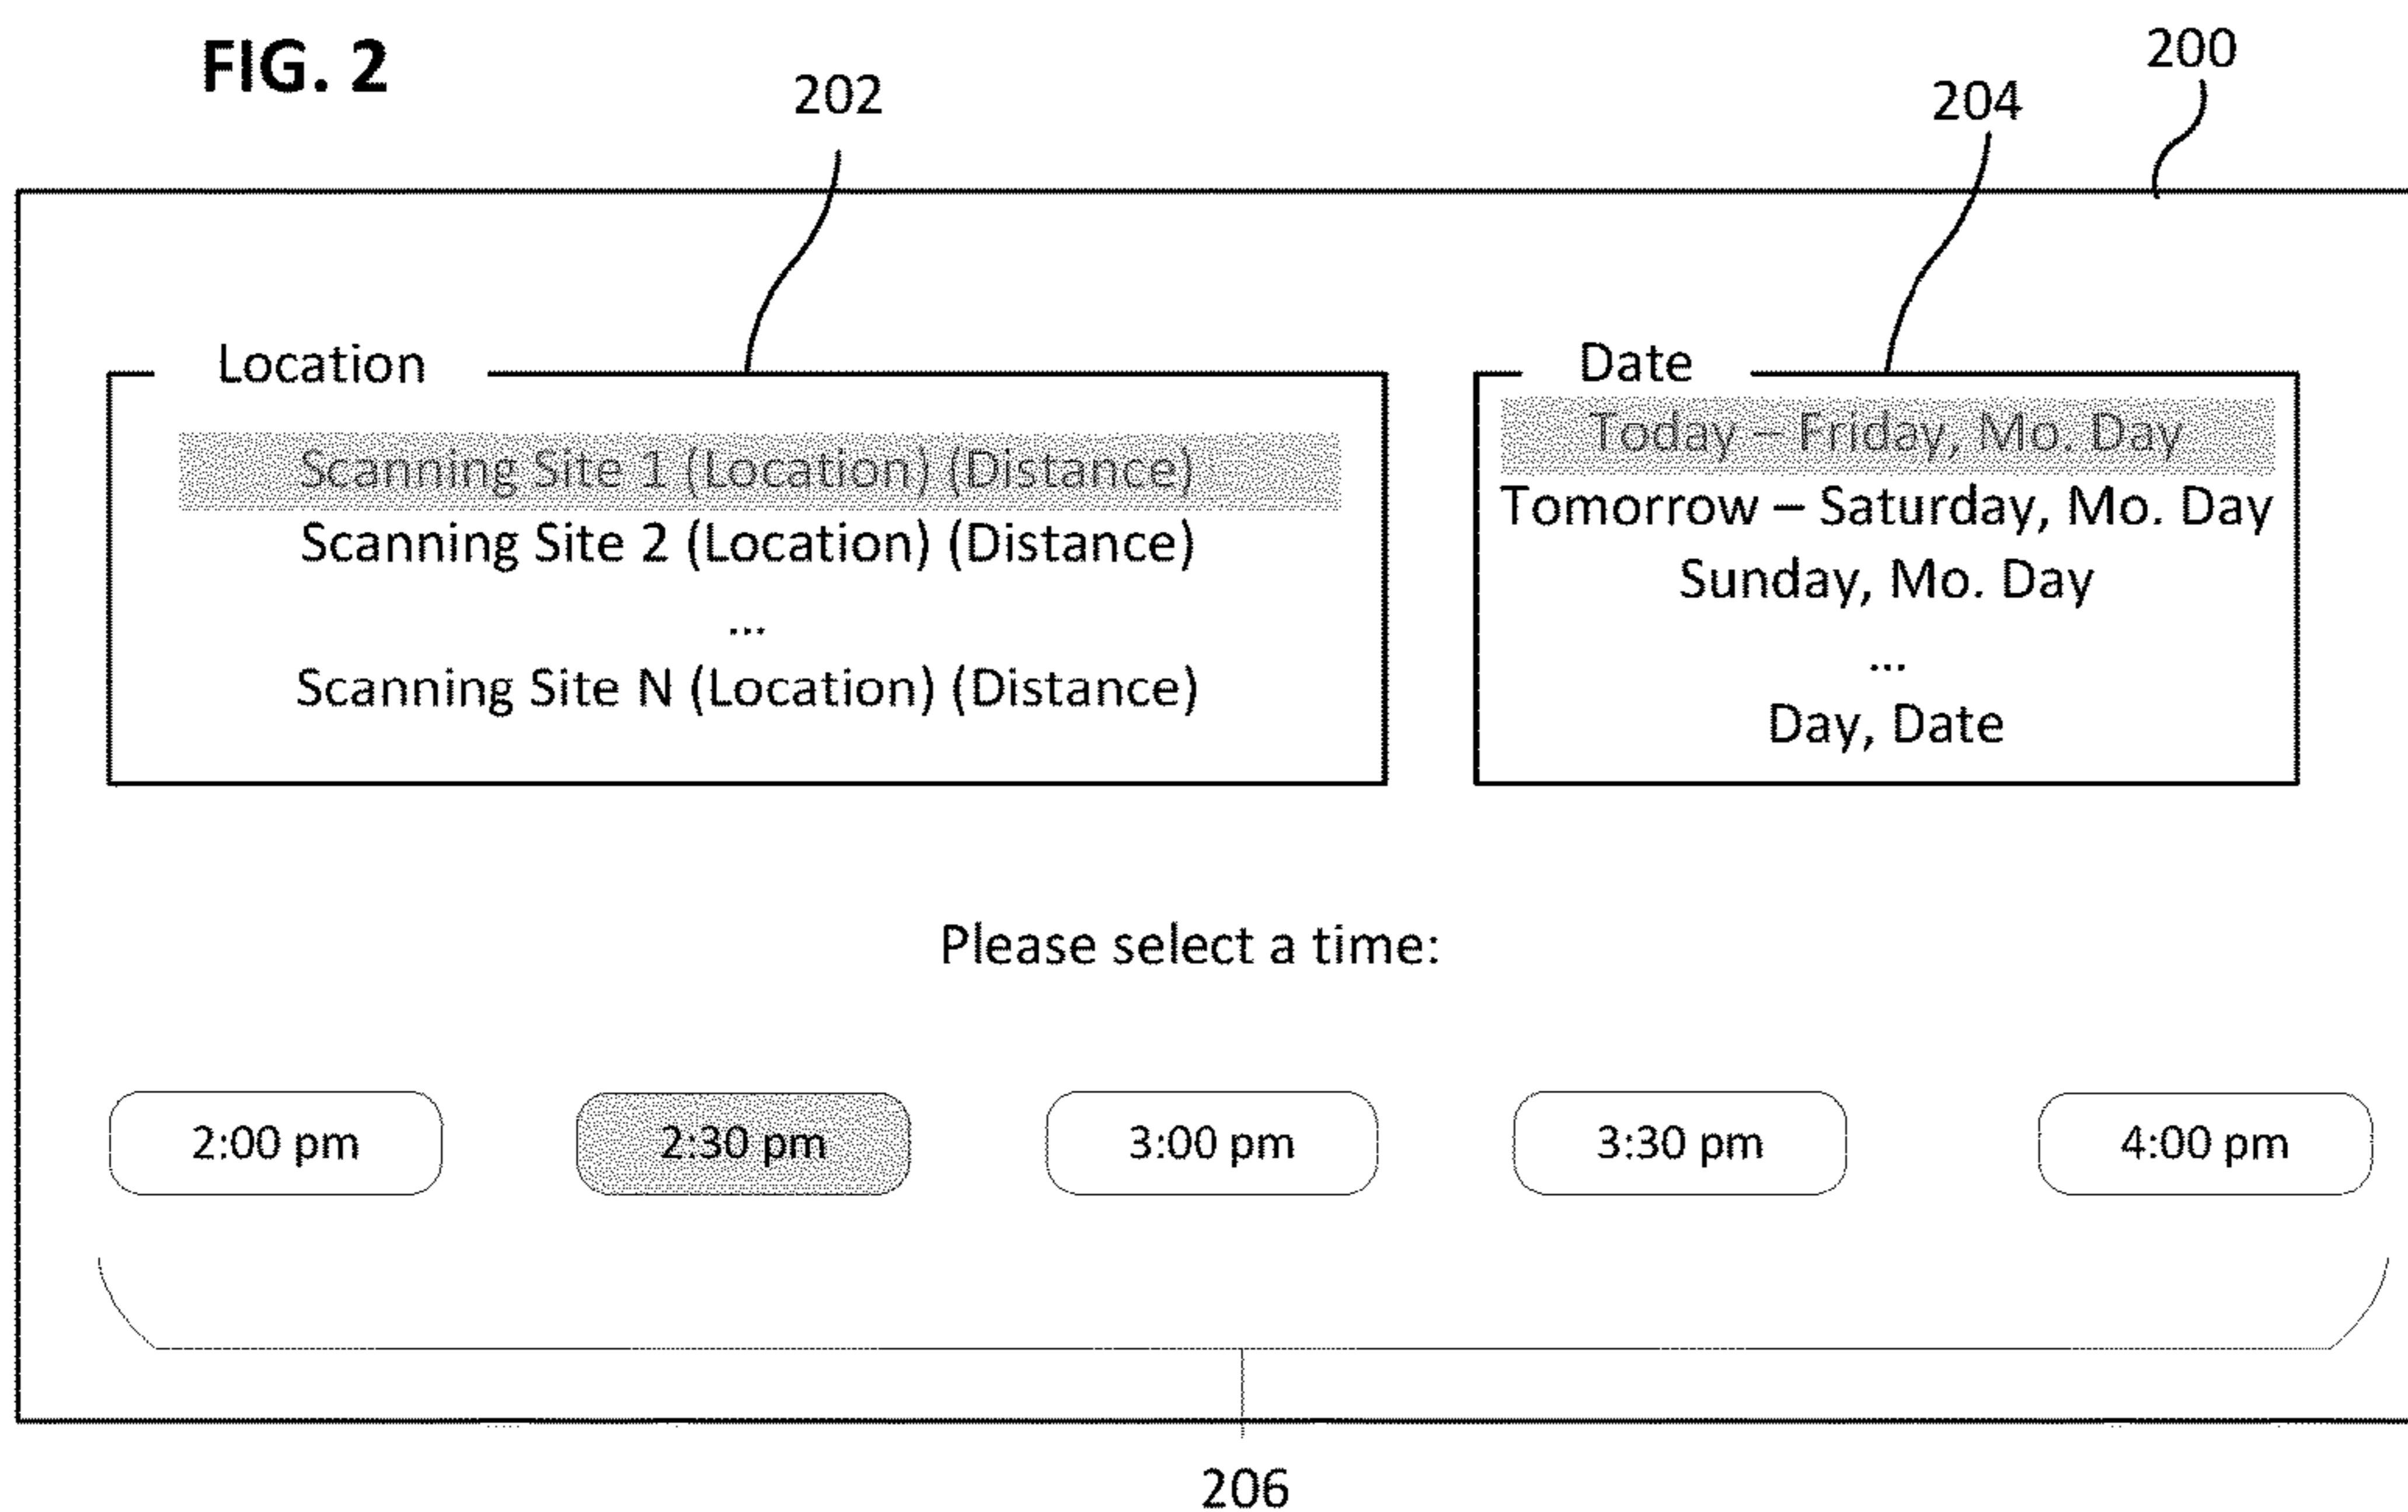 FIG. 2
200
202
204
Location
Scanning Site 1 (Location) (Distance)
Scanning Site 2 (Location) (Distance)
...
Scanning Site N (Location) (Distance)
Date
Today – Friday, Mo. Day
Tomorrow – Saturday, Mo. Day
Sunday, Mo. Day
...
Day, Date
Please select a time:
2:00 pm
2:30 pm
3:00 pm
3:30 pm
4:00 pm
206